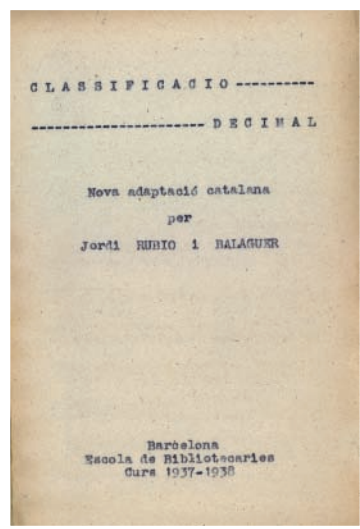 CLASSIFICACIO----------
----------------------DECIMAL
Nova adaptació catalana
per
Jordi RUBIO i BALAGUER
Barcelona
Escola de Bibliotecaries
Curs 1937-1938